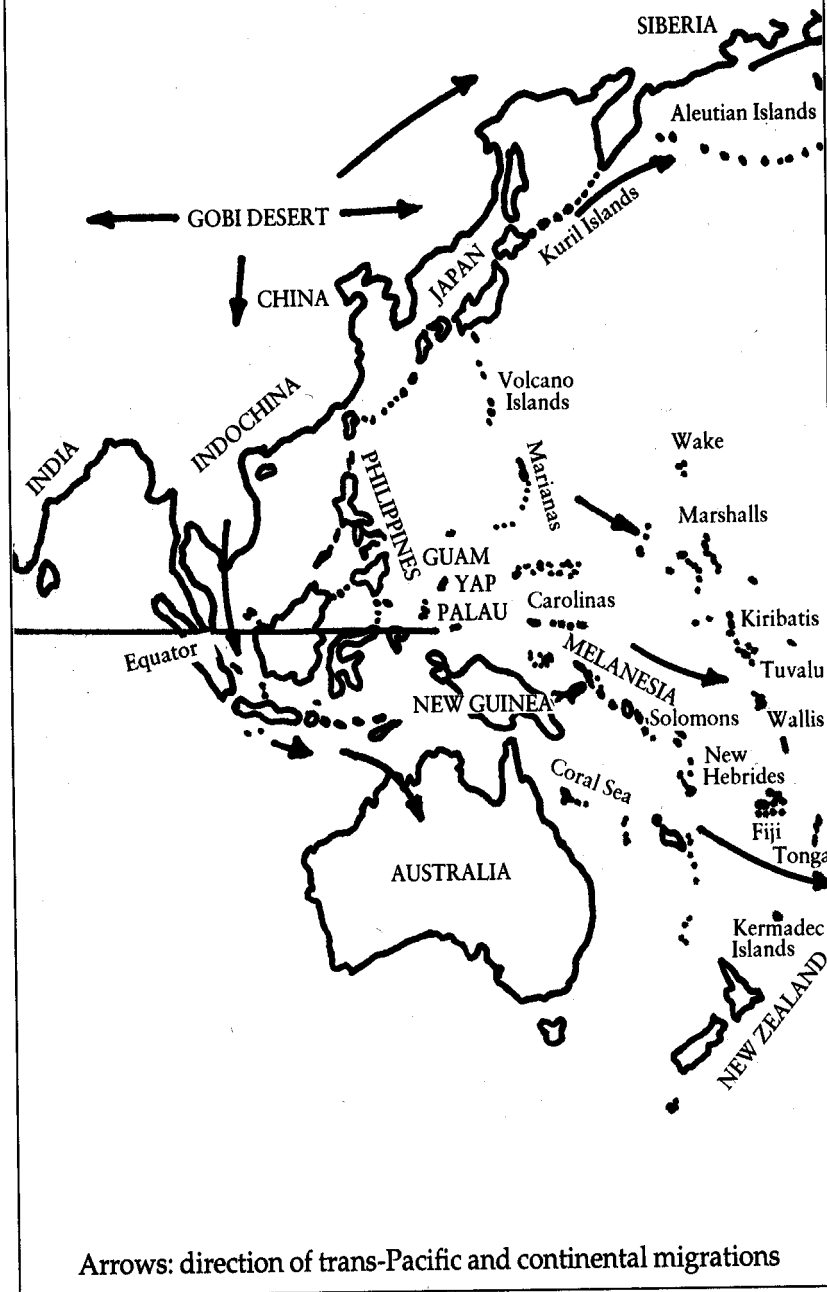 SIBERIA
Aleutian Islands
GOBI DESERT
Kuril Islands
CHINA
JAPAN
Volcano
Islands
INDOCHINA
INDIA
Wake
PHILIPPINES
Marianas
Marshalls
GUAM
YAP
PALAU
Carolinas
Kiribatis
Equator
MELANESIA
Tuvalu
NEW GUINEA
Solomons
Wallis
New
Hebrides
Coral Sea
Fiji
Tonga
AUSTRALIA
Kermadec
Islands
NEW ZEALAND
Arrows: direction of trans-Pacific and continental migrations